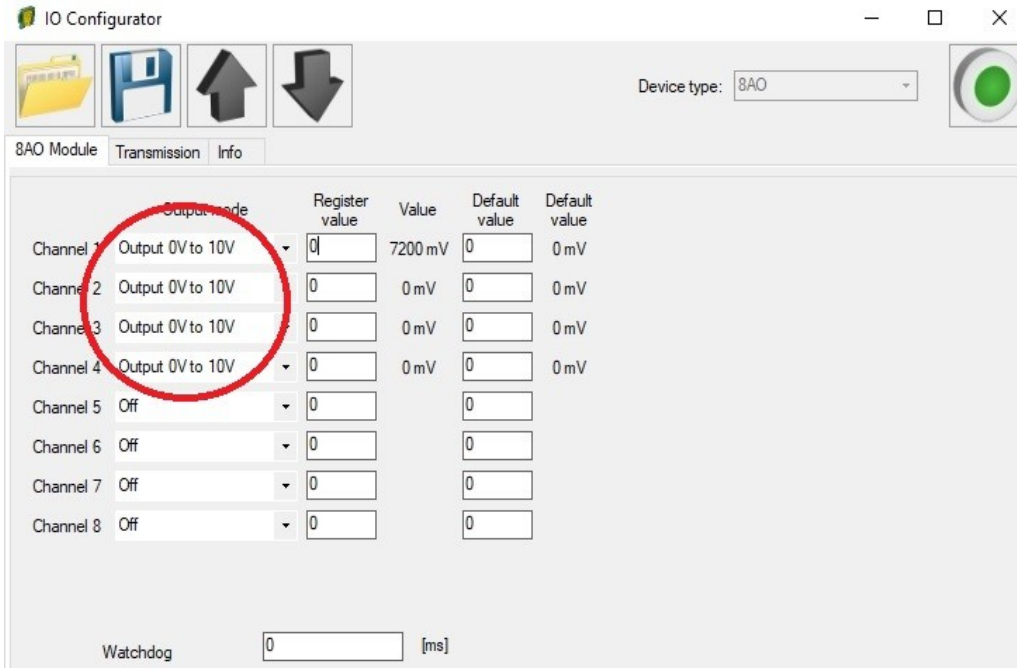 IO Configurator
Device type: 8AO
8AO Module Transmission Info
Output mode Register value Value Default value Default value
Channel 1 Output 0V to 10V 0 7200 mV 0 0 mV
Channel 2 Output 0V to 10V 0 0 mV 0 0 mV
Channel 3 Output 0V to 10V 0 0 mV 0 0 mV
Channel 4 Output 0V to 10V 0 0 mV 0 0 mV
Channel 5 Off 0 0
Channel 6 Off 0 0
Channel 7 Off 0 0
Channel 8 Off 0 0
Watchdog 0 [ms]